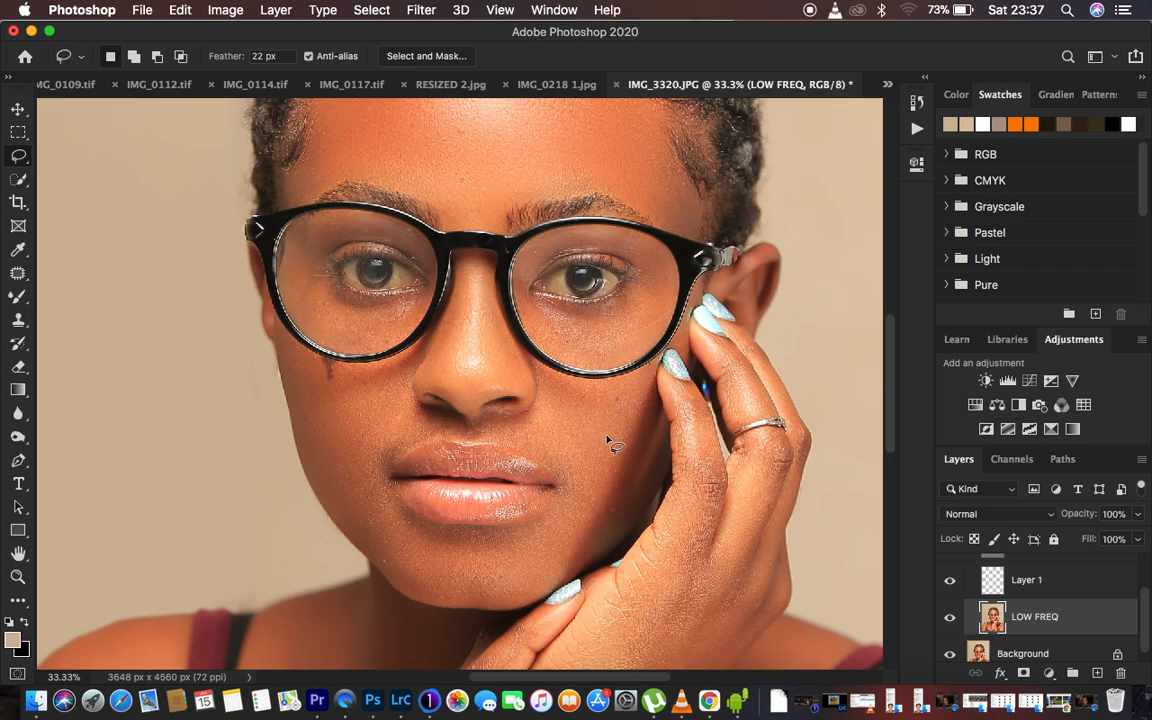 Photoshop File Edit Image Layer Type Select Filter 3D View Window Help 73% Sat 23:37
Adobe Photoshop 2020
Feather: 22 px Anti-alias Select and Mask...
IMG_0109.tif × IMG_0112.tif × IMG_0114.tif × IMG_0117.tif × RESIZED 2.jpg × IMG_0218 1.jpg × IMG_3320.JPG @ 33.3% (LOW FREQ, RGB/8) * »
Color Swatches Gradien Pattern
RGB
CMYK
Grayscale
Pastel
Light
Pure
Learn Libraries Adjustments
Add an adjustment
Layers Channels Paths
Kind
Normal Opacity: 100%
Lock: Fill: 100%
Layer 1
LOW FREQ
Background
33.33% 3648 px x 4560 px (72 ppi)